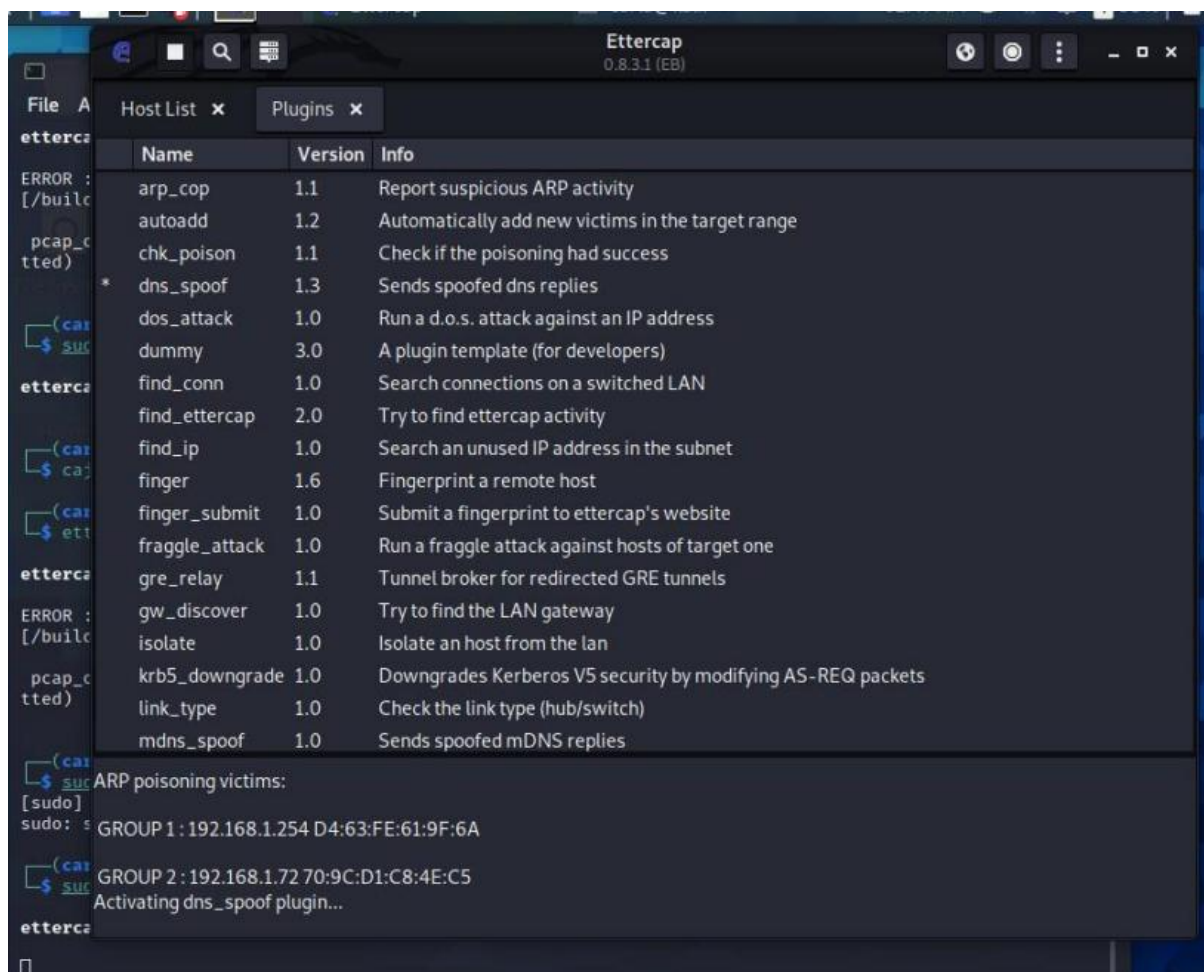 Ettercap
0.8.3.1 (EB)
File A
Host List × Plugins ×
Name Version Info
arp_cop 1.1 Report suspicious ARP activity
autoadd 1.2 Automatically add new victims in the target range
chk_poison 1.1 Check if the poisoning had success
* dns_spoof 1.3 Sends spoofed dns replies
dos_attack 1.0 Run a d.o.s. attack against an IP address
dummy 3.0 A plugin template (for developers)
find_conn 1.0 Search connections on a switched LAN
find_ettercap 2.0 Try to find ettercap activity
find_ip 1.0 Search an unused IP address in the subnet
finger 1.6 Fingerprint a remote host
finger_submit 1.0 Submit a fingerprint to ettercap's website
fraggle_attack 1.0 Run a fraggle attack against hosts of target one
gre_relay 1.1 Tunnel broker for redirected GRE tunnels
gw_discover 1.0 Try to find the LAN gateway
isolate 1.0 Isolate an host from the lan
krb5_downgrade 1.0 Downgrades Kerberos V5 security by modifying AS-REQ packets
link_type 1.0 Check the link type (hub/switch)
mdns_spoof 1.0 Sends spoofed mDNS replies
ARP poisoning victims:
GROUP 1 : 192.168.1.254 D4:63:FE:61:9F:6A
GROUP 2 : 192.168.1.72 70:9C:D1:C8:4E:C5
Activating dns_spoof plugin...
ERROR :
[/build
tted)
ERROR :
[/build
tted)
[sudo]
sudo: